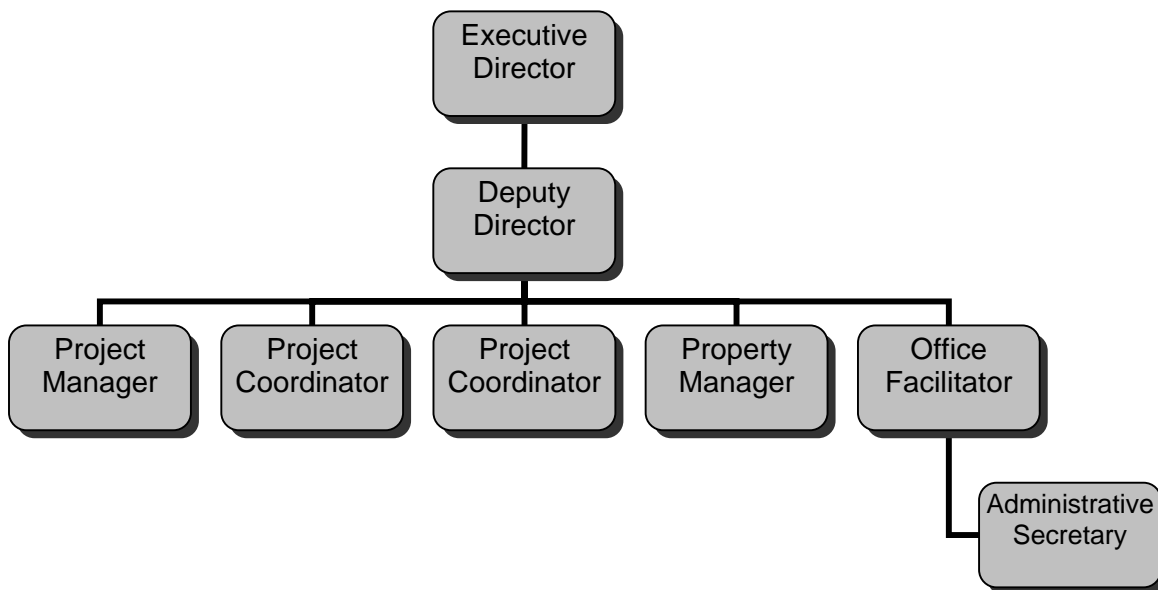 Executive
Director
Deputy
Director
Project
Manager
Project
Coordinator
Project
Coordinator
Property
Manager
Office
Facilitator
Administrative
Secretary